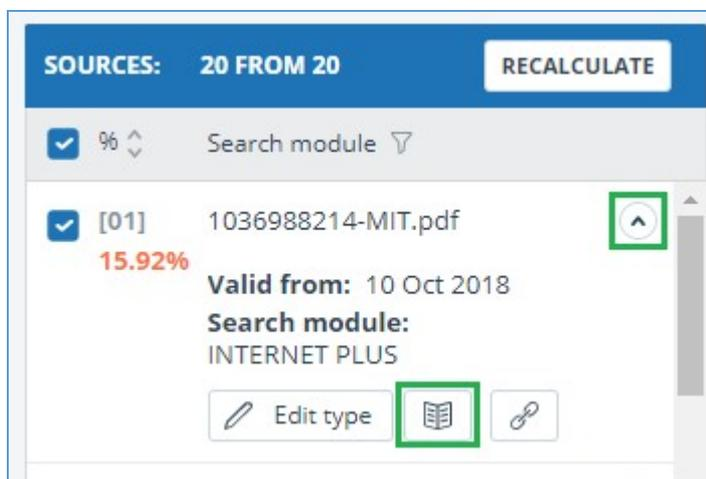 SOURCES: 20 FROM 20 RECALCULATE
% Search module
[01] 1036988214-MIT.pdf
15.92%
Valid from: 10 Oct 2018
Search module:
INTERNET PLUS
Edit type